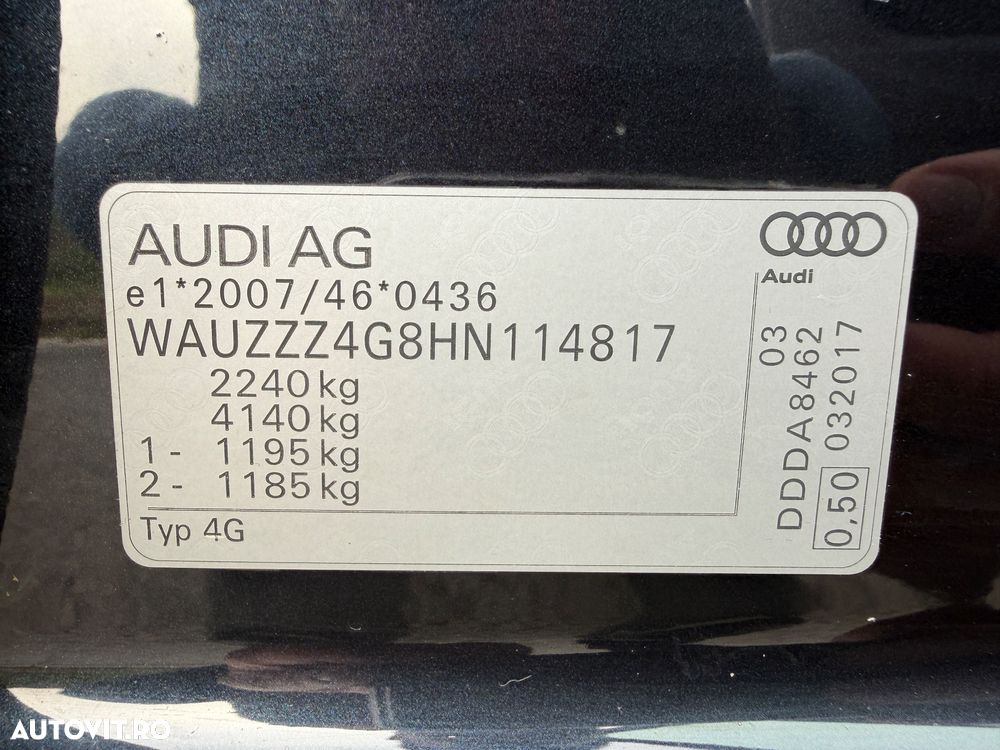 AUDI AG
e1*2007/46*0436
WAUZZZ4G8HN114817
2240 kg
4140 kg
1 - 1195 kg
2 - 1185 kg
Typ 4G
Audi
03
DDDA8462
0,50 032017
AUTOVIT.RO